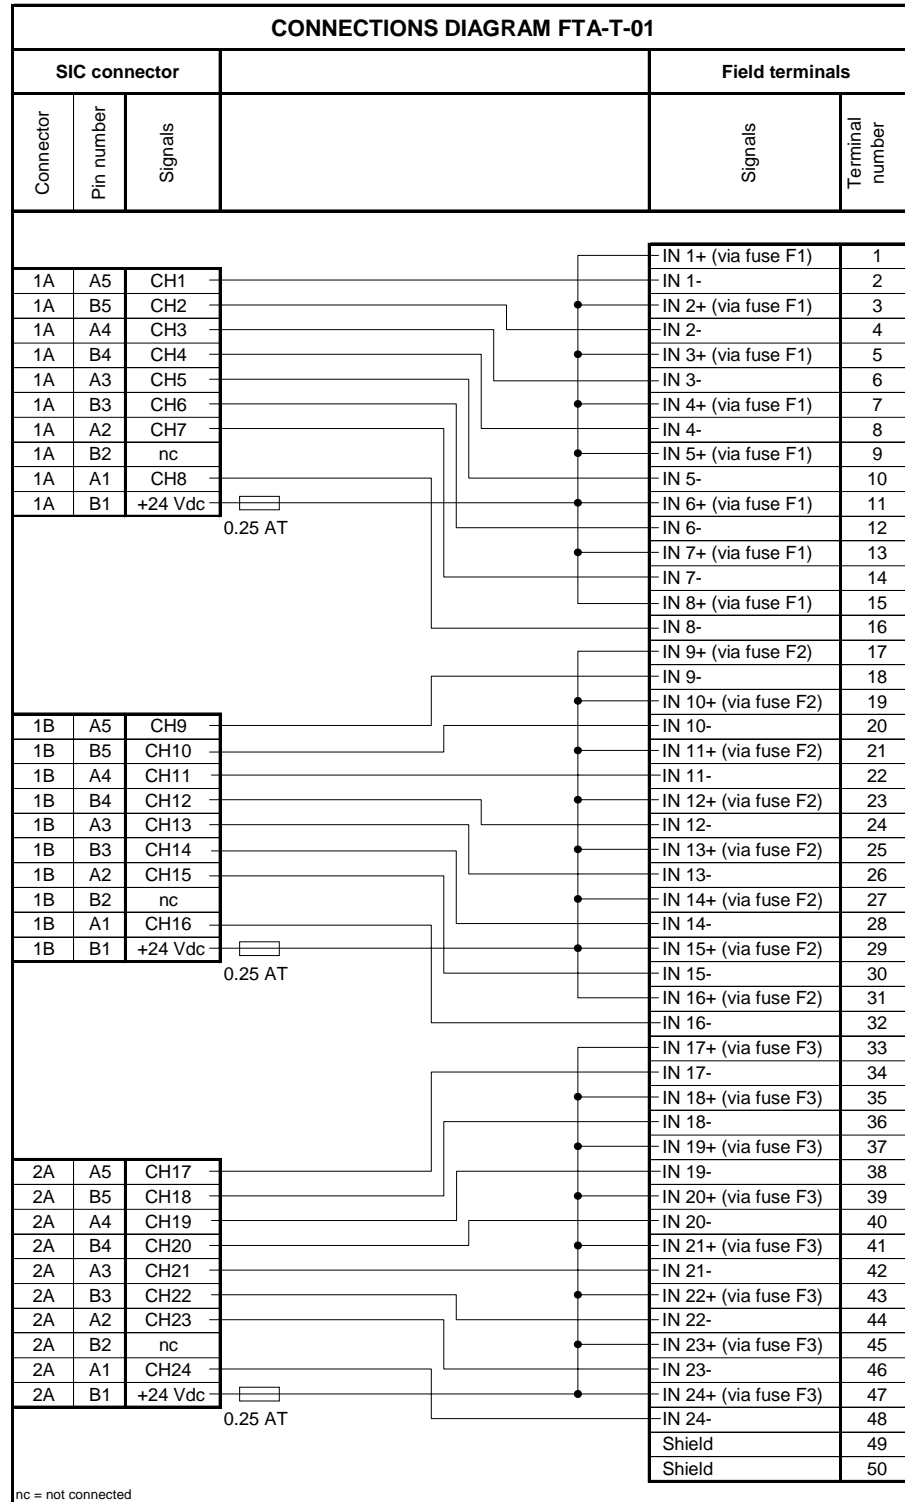 CONNECTIONS DIAGRAM FTA-T-01
SIC connector Field terminals
Connector Pin number Signals Signals Terminal number
IN 1+ (via fuse F1) 1
1A A5 CH1 IN 1- 2
1A B5 CH2 IN 2+ (via fuse F1) 3
1A A4 CH3 IN 2- 4
1A B4 CH4 IN 3+ (via fuse F1) 5
1A A3 CH5 IN 3- 6
1A B3 CH6 IN 4+ (via fuse F1) 7
1A A2 CH7 IN 4- 8
1A B2 nc IN 5+ (via fuse F1) 9
1A A1 CH8 IN 5- 10
1A B1 +24 Vdc IN 6+ (via fuse F1) 11
0.25 AT IN 6- 12
IN 7+ (via fuse F1) 13
IN 7- 14
IN 8+ (via fuse F1) 15
IN 8- 16
IN 9+ (via fuse F2) 17
IN 9- 18
IN 10+ (via fuse F2) 19
1B A5 CH9 IN 10- 20
1B B5 CH10 IN 11+ (via fuse F2) 21
1B A4 CH11 IN 11- 22
1B B4 CH12 IN 12+ (via fuse F2) 23
1B A3 CH13 IN 12- 24
1B B3 CH14 IN 13+ (via fuse F2) 25
1B A2 CH15 IN 13- 26
1B B2 nc IN 14+ (via fuse F2) 27
1B A1 CH16 IN 14- 28
1B B1 +24 Vdc IN 15+ (via fuse F2) 29
0.25 AT IN 15- 30
IN 16+ (via fuse F2) 31
IN 16- 32
IN 17+ (via fuse F3) 33
IN 17- 34
IN 18+ (via fuse F3) 35
IN 18- 36
IN 19+ (via fuse F3) 37
2A A5 CH17 IN 19- 38
2A B5 CH18 IN 20+ (via fuse F3) 39
2A A4 CH19 IN 20- 40
2A B4 CH20 IN 21+ (via fuse F3) 41
2A A3 CH21 IN 21- 42
2A B3 CH22 IN 22+ (via fuse F3) 43
2A A2 CH23 IN 22- 44
2A B2 nc IN 23+ (via fuse F3) 45
2A A1 CH24 IN 23- 46
2A B1 +24 Vdc IN 24+ (via fuse F3) 47
0.25 AT IN 24- 48
Shield 49
Shield 50
nc = not connected